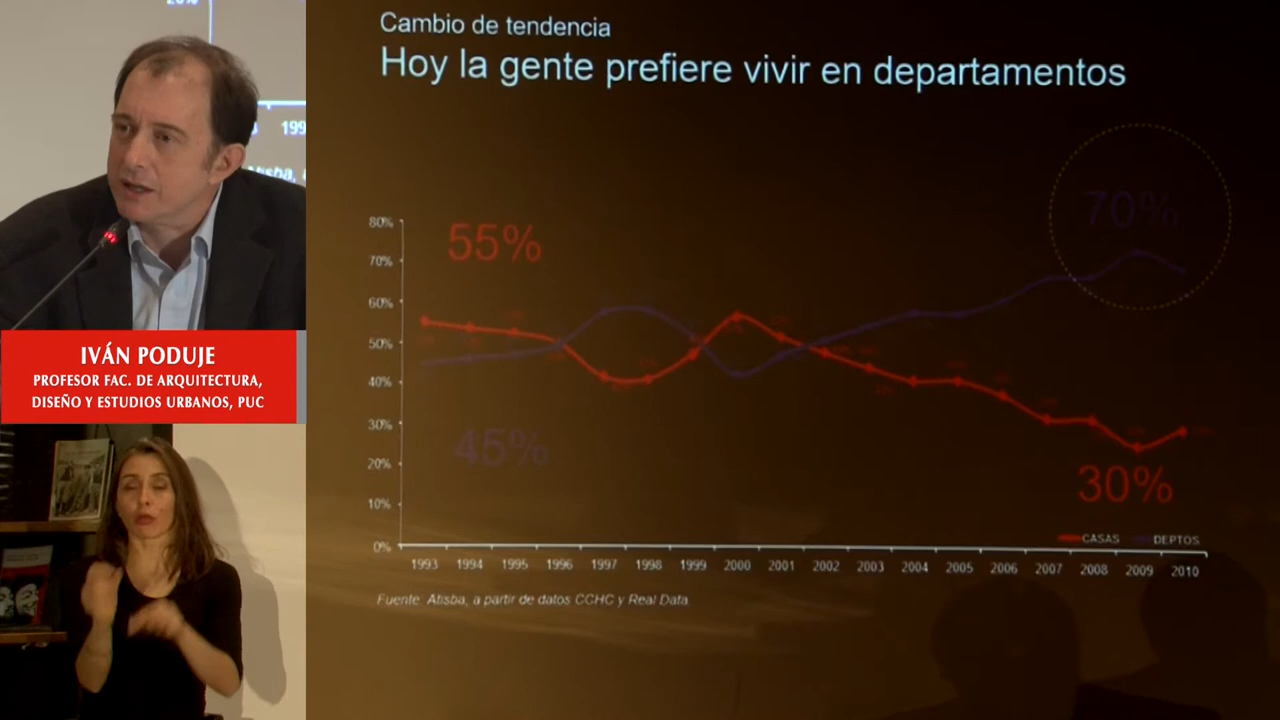 Cambio de tendencia
Hoy la gente prefiere vivir en departamentos
70%
55%
45%
30%
80%
70%
60%
50%
40%
30%
20%
10%
0%
CASAS DEPTOS
1993 1994 1995 1996 1997 1998 1999 2000 2001 2002 2003 2004 2005 2006 2007 2008 2009 2010
Fuente: Atisba, a partir de datos CCHC y Real Data.
Atisba,
IVÁN PODUJE
PROFESOR FAC. DE ARQUITECTURA,
DISEÑO Y ESTUDIOS URBANOS, PUC